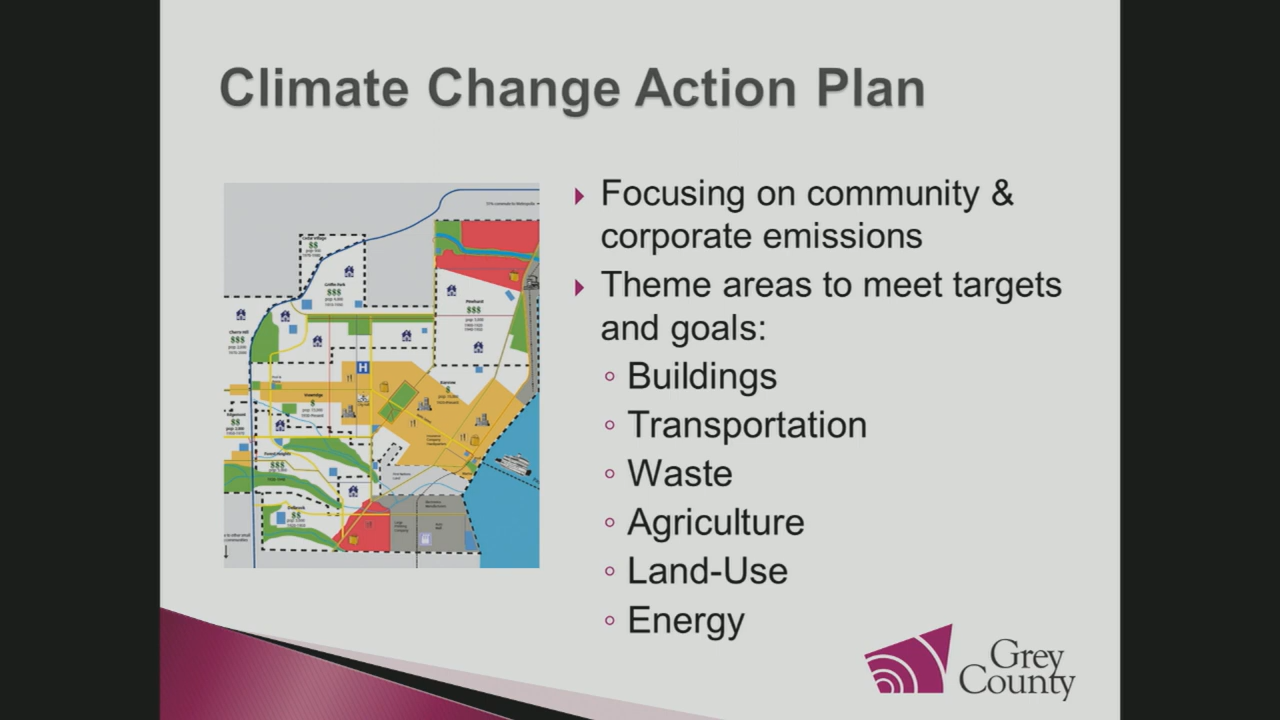 Climate Change Action Plan
Focusing on community &
corporate emissions
Theme areas to meet targets
and goals:
Buildings
Transportation
Waste
Agriculture
Land-Use
Energy
$$
$$$
$$$
$$$
H
$
$
$$
$$$
$$
Grey
County